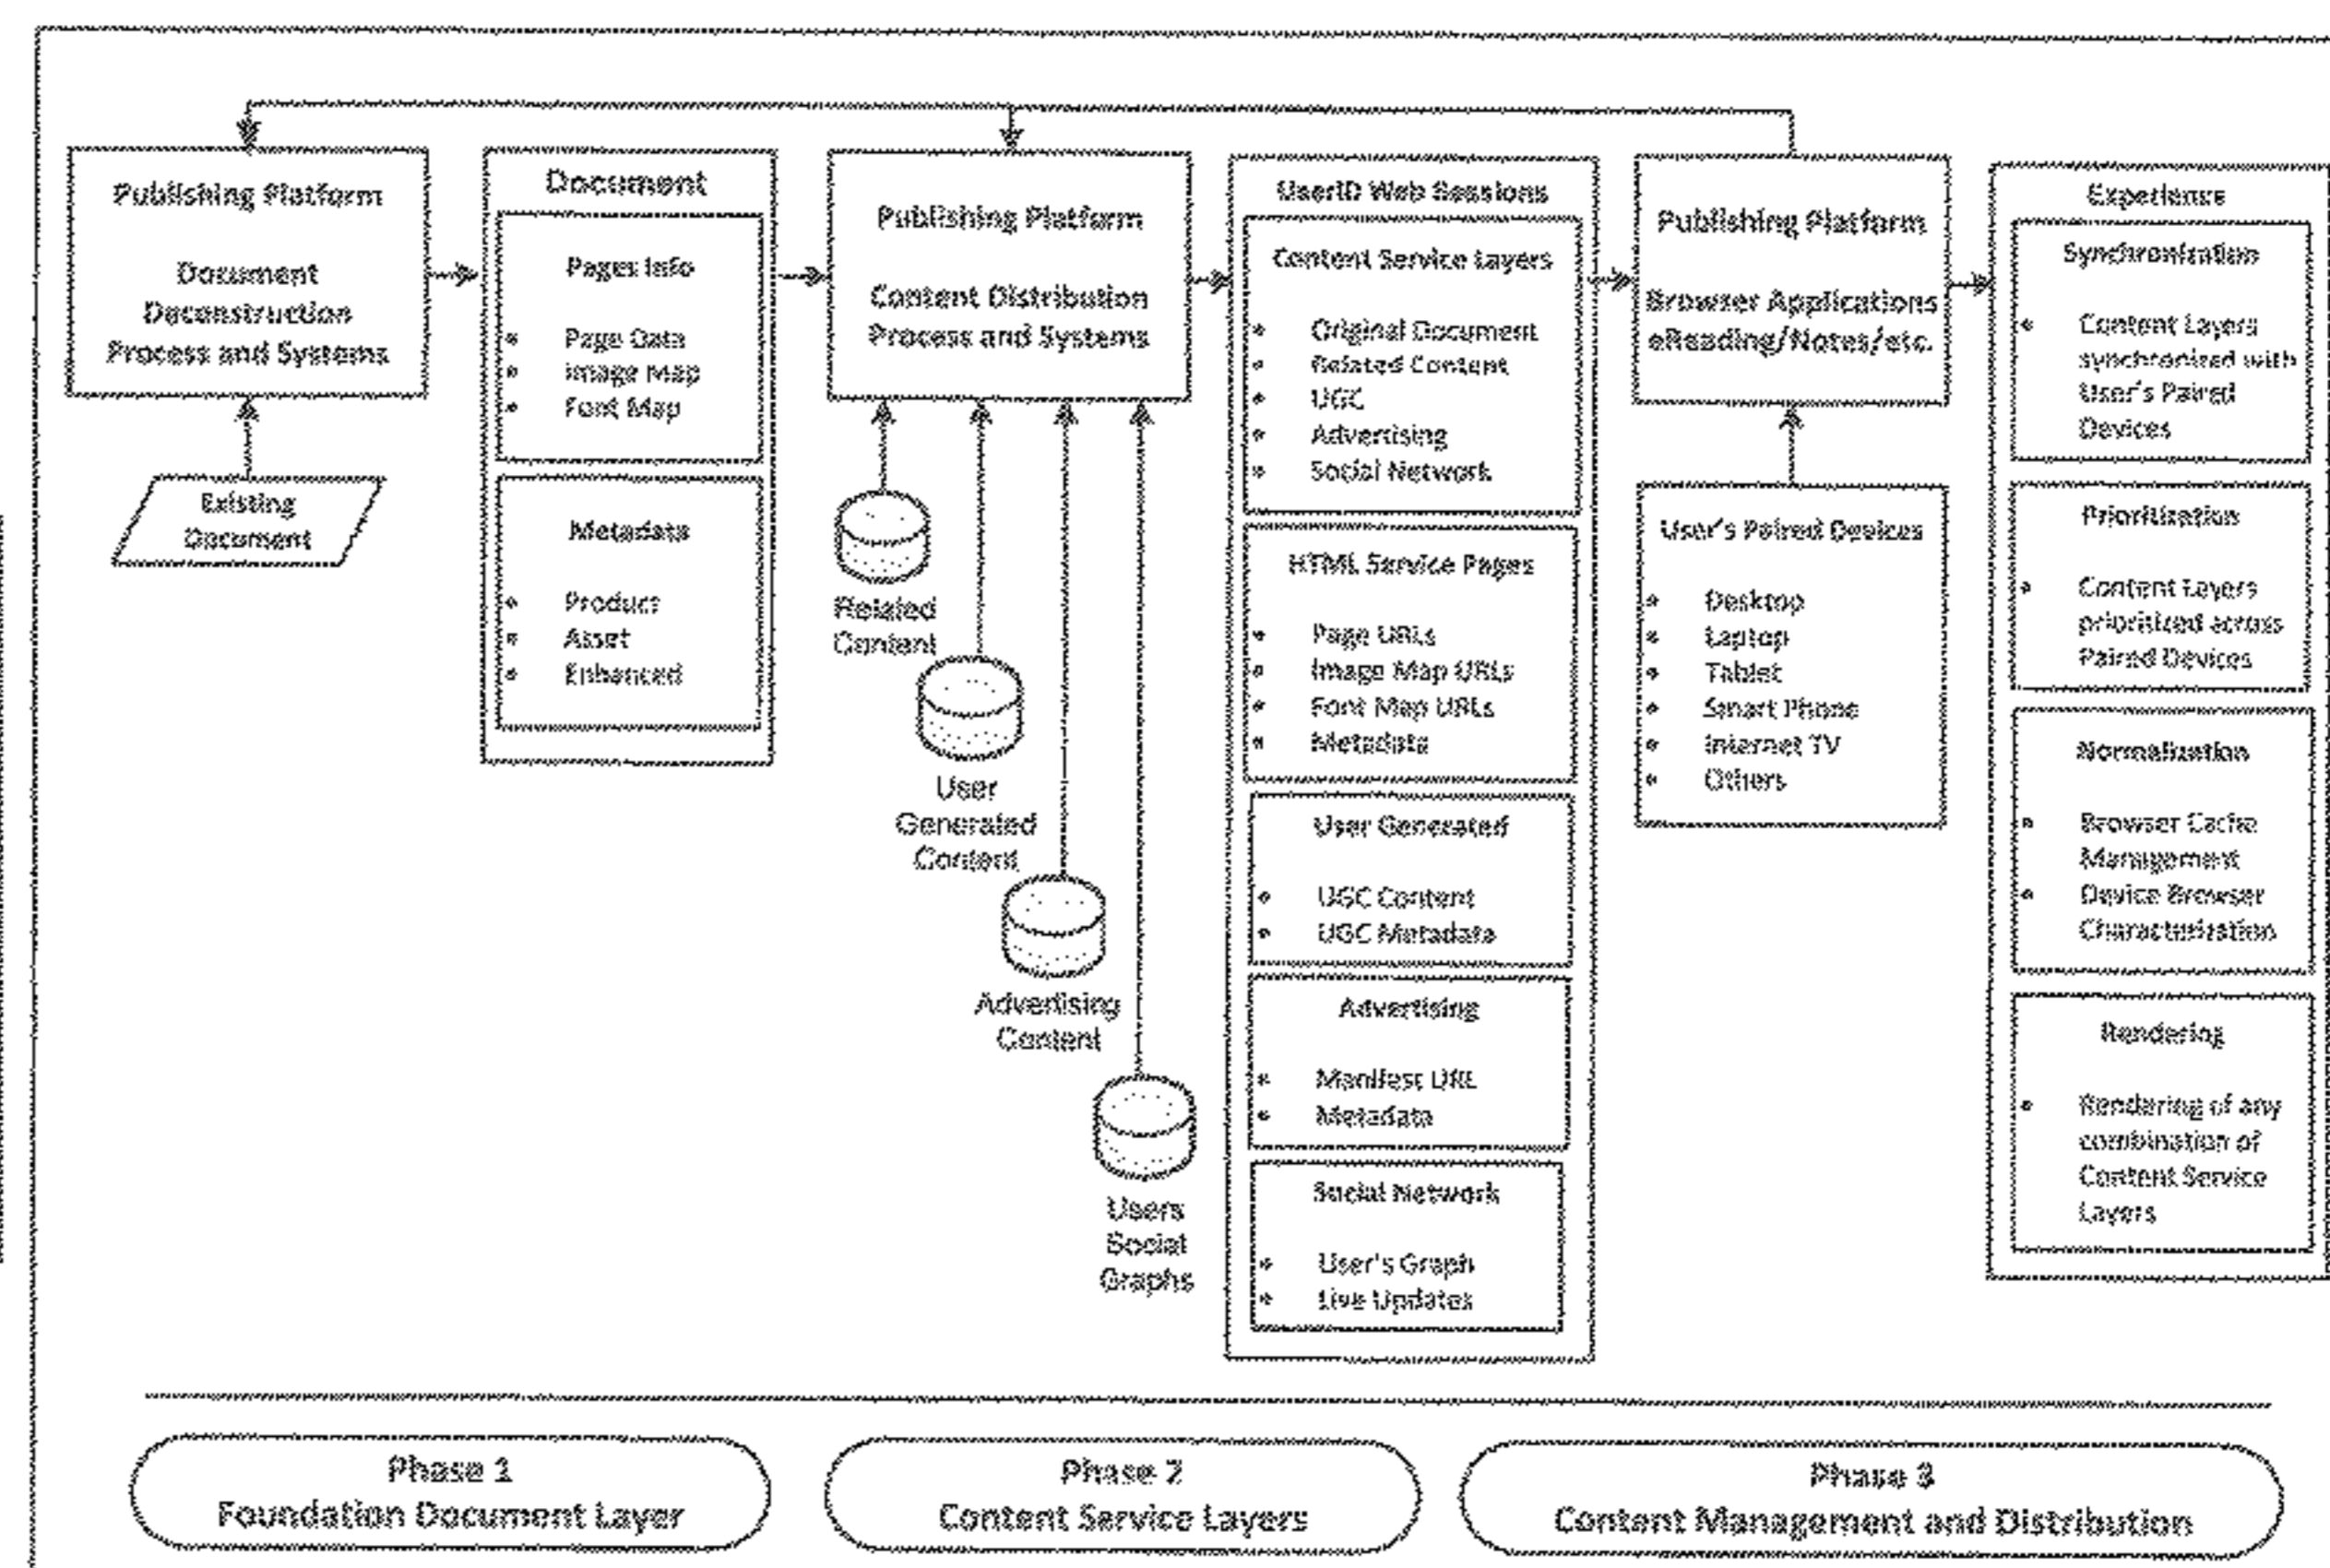 Publishing Platform
Document
Deconstruction
Process and Systems
Existing
Document
Document
Pages Info
• Page Data
• Image Map
• Font Map
Metadata
• Product
• Asset
• Enhanced
Publishing Platform
Content Distribution
Process and Systems
Related
Content
User
Generated
Content
Advertising
Content
Users
Social
Graphs
UserID Web Sessions
Content Service Layers
• Original Document
• Related Content
• UGC
• Advertising
• Social Network
HTML Service Pages
• Page URLs
• Image Map URLs
• Font Map URLs
• Metadata
User Generated
• UGC Content
• UGC Metadata
Advertising
• Manifest URL
• Metadata
Social Network
• User's Graph
• Live Updates
Publishing Platform
Browser Applications
eReading/Notes/etc.
User's Paired Devices
• Desktop
• Laptop
• Tablet
• Smart Phone
• Internet TV
• Others
Experience
Synchronization
• Content Layers
synchronized with
User's Paired
Devices
Prioritization
• Content Layers
prioritized across
Paired Devices
Normalization
• Browser Cache
Management
• Device Browser
Characterization
Rendering
• Rendering of any
combination of
Content Service
Layers
Phase 1
Foundation Document Layer
Phase 2
Content Service Layers
Phase 3
Content Management and Distribution